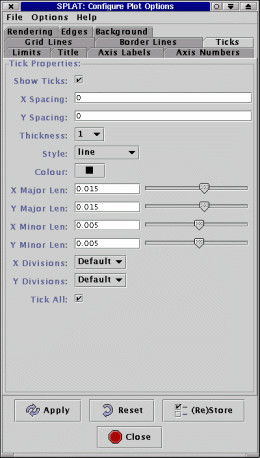 SPLAT: Configure Plot Options
File Options Help
Rendering Edges Background
Grid Lines Border Lines Ticks
Limits Title Axis Labels Axis Numbers
Tick Properties:
Show Ticks:
X Spacing: 0
Y Spacing: 0
Thickness: 1
Style: line
Colour:
X Major Len: 0.015
Y Major Len: 0.015
X Minor Len: 0.005
Y Minor Len: 0.005
X Divisions: Default
Y Divisions: Default
Tick All:
Apply Reset (Re)Store
Close